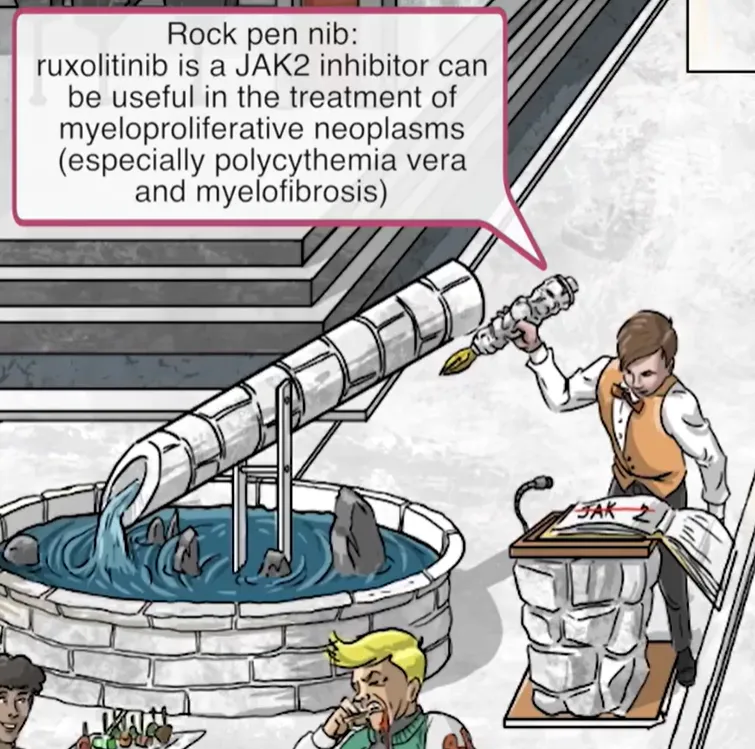 Rock pen nib:
ruxolitinib is a JAK2 inhibitor can
be useful in the treatment of
myeloproliferative neoplasms
(especially polycythemia vera
and myelofibrosis)
JAK 2